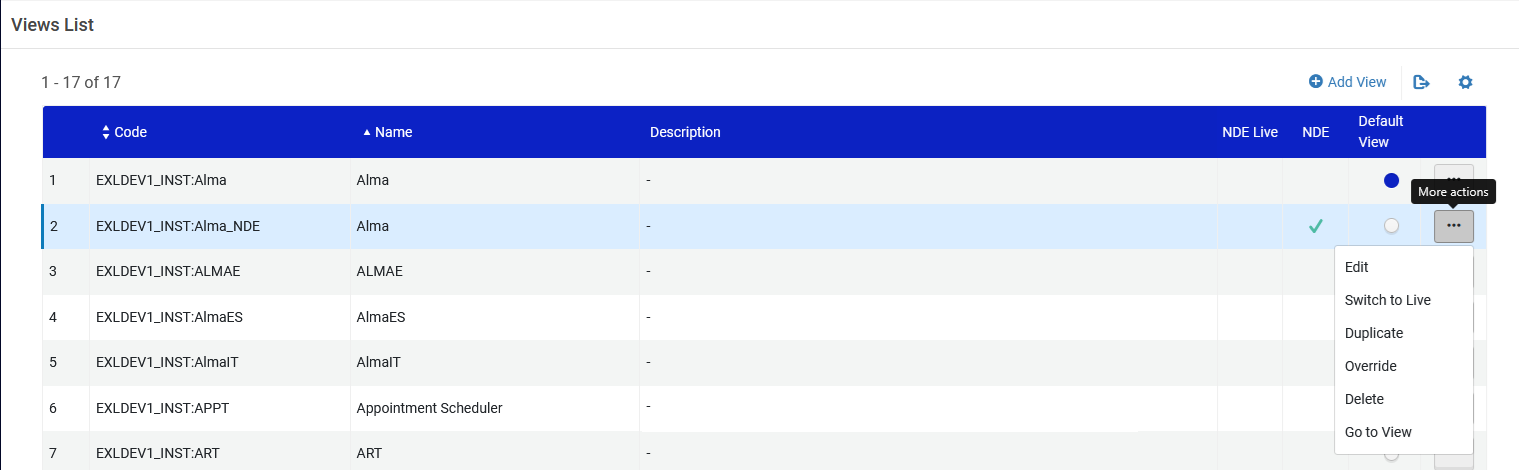 Views List
1 - 17 of 17
Add View
Code Name Description NDE Live NDE Default View
1 EXLDEV1_INST:Alma Alma -
More actions
2 EXLDEV1_INST:Alma_NDE Alma -
3 EXLDEV1_INST:ALMAE ALMAE -
4 EXLDEV1_INST:AlmaES AlmaES -
5 EXLDEV1_INST:AlmaIT AlmaIT -
6 EXLDEV1_INST:APPT Appointment Scheduler -
7 EXLDEV1_INST:ART ART -
Edit
Switch to Live
Duplicate
Override
Delete
Go to View